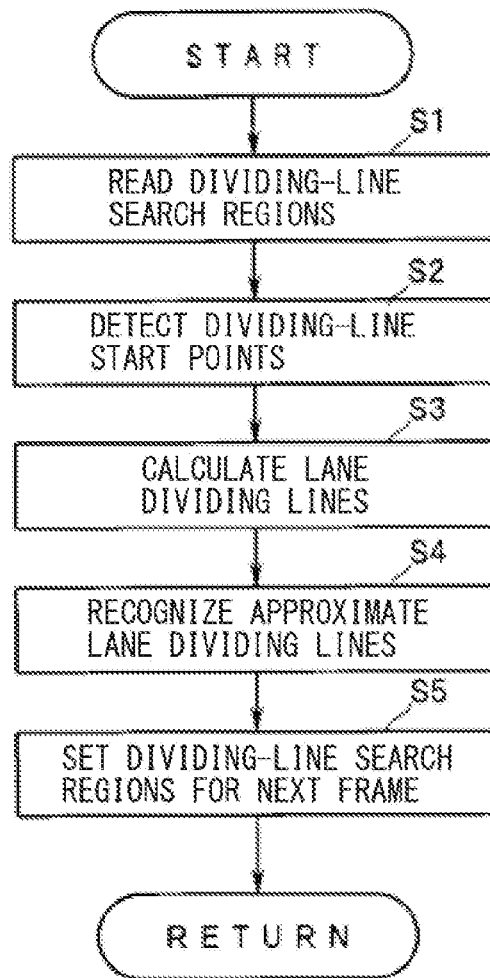 START
S1
READ DIVIDING-LINE
SEARCH REGIONS
S2
DETECT DIVIDING-LINE
START POINTS
S3
CALCULATE LANE
DIVIDING LINES
S4
RECOGNIZE APPROXIMATE
LANE DIVIDING LINES
S5
SET DIVIDING-LINE SEARCH
REGIONS FOR NEXT FRAME
RETURN